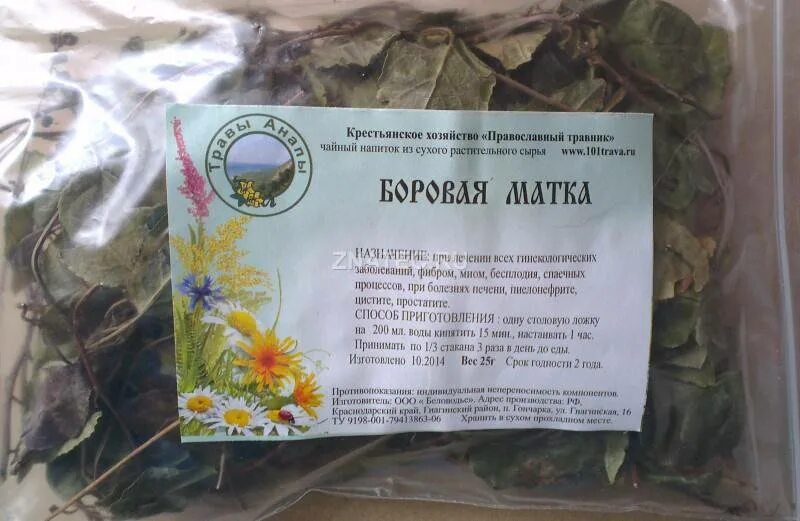 Травы Анапы
Крестьянское хозяйство «Православный травник»
чайный напиток из сухого растительного сырья www.101trava.ru
БОРОВАЯ МАТКА
НАЗНАЧЕНИЕ: при лечении всех гинекологических
заболеваний, фибром, миом, бесплодия, спаечных
процессов, при болезнях печени, пиелонефрите,
цистите, простатите.
СПОСОБ ПРИГОТОВЛЕНИЯ : одну столовую ложку
на 200 мл. воды кипятить 15 мин., настаивать 1 час.
Принимать по 1/3 стакана 3 раза в день до еды.
Изготовлено 10.2014 Вес 25г Срок годности 2 года.
Противопоказания: индивидуальная непереносимость компонентов.
Изготовитель: ООО « Беловодье». Адрес производства: РФ,
Краснодарский край, Гиагинский район, п. Гончарка, ул. Гиагинская, 16
ТУ 9198-001-79413863-06 Хранить в сухом прохладном месте.